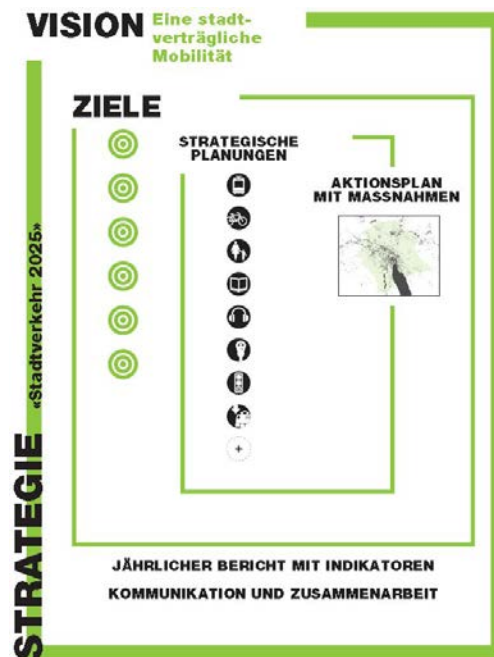 VISION
Eine stadt-
verträgliche
Mobilität
ZIELE
STRATEGISCHE
PLANUNGEN
AKTIONSPLAN
MIT MASSNAHMEN
STRATEGIE «Stadtverkehr 2025»
JÄHRLICHER BERICHT MIT INDIKATOREN
KOMMUNIKATION UND ZUSAMMENARBEIT